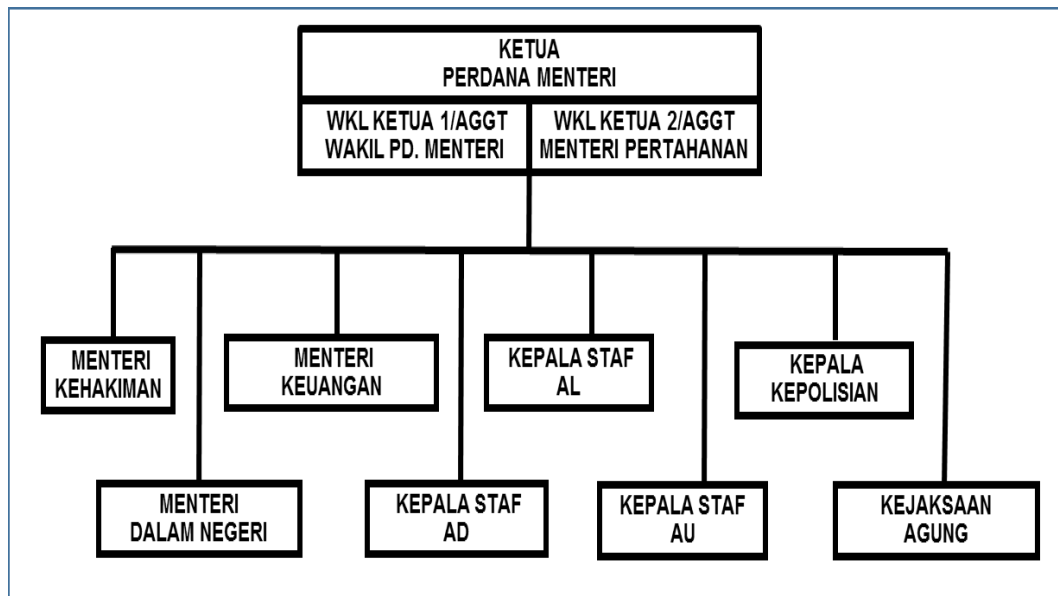 KETUA
PERDANA MENTERI
WKL KETUA 1/AGGT
WAKIL PD. MENTERI
WKL KETUA 2/AGGT
MENTERI PERTAHANAN
MENTERI
KEHAKIMAN
MENTERI
KEUANGAN
KEPALA STAF
AL
KEPALA
KEPOLISIAN
MENTERI
DALAM NEGERI
KEPALA STAF
AD
KEPALA STAF
AU
KEJAKSAAN
AGUNG